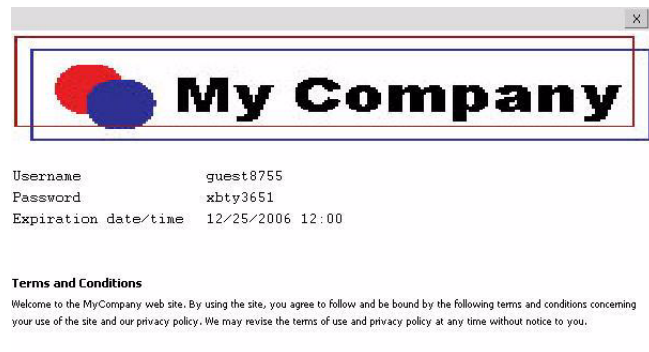 X
My Company
Username guest8755
Password xbty3651
Expiration date/time 12/25/2006 12:00
Terms and Conditions
Welcome to the MyCompany web site. By using the site, you agree to follow and be bound by the following terms and conditions concerning
your use of the site and our privacy policy. We may revise the terms of use and privacy policy at any time without notice to you.